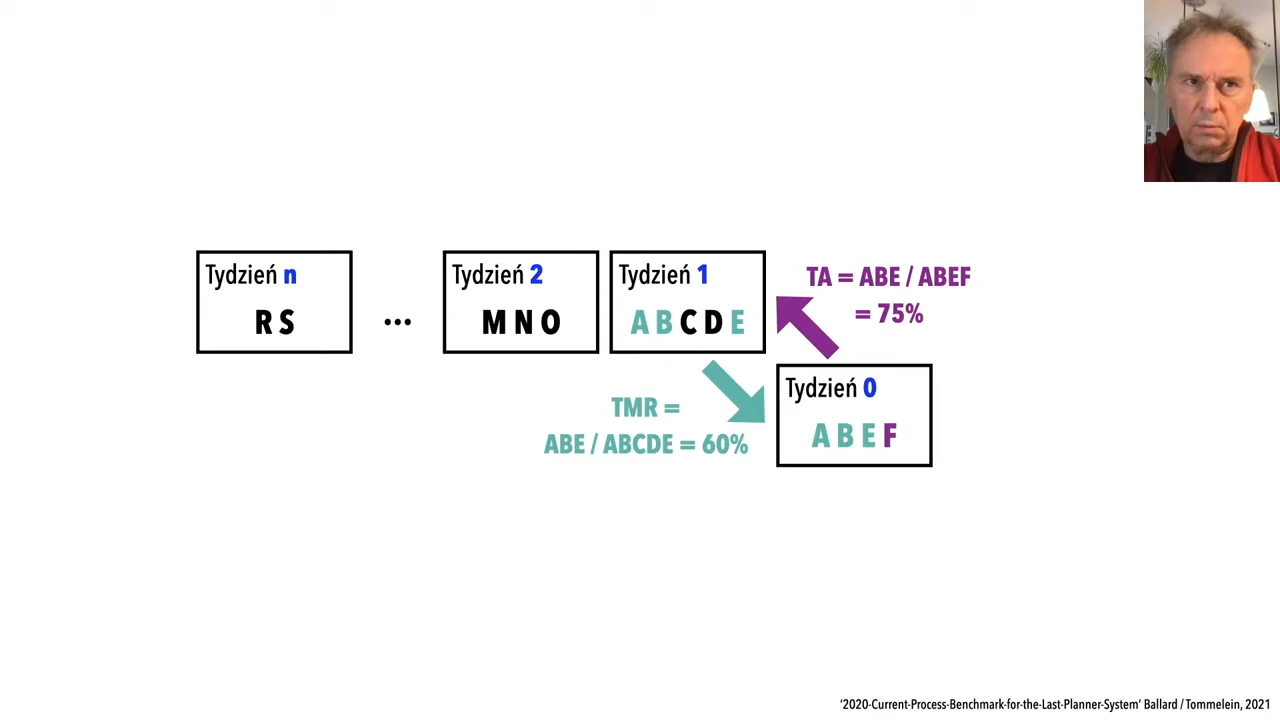 Tydzień n
R S
...
Tydzień 2
M N O
Tydzień 1
A B C D E
TA = ABE / ABEF
= 75%
TMR =
ABE / ABCDE = 60%
Tydzień 0
A B E F
‘2020-Current-Process-Benchmark-for-the-Last-Planner-System’ Ballard / Tommelein, 2021